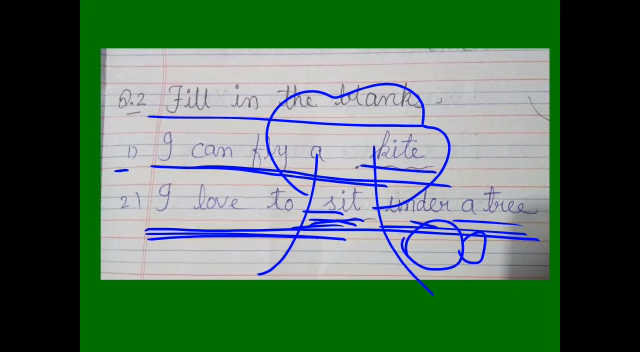 Q.2 Fill in the blanks.
1) I can fly a kite
2) I love to sit under a tree